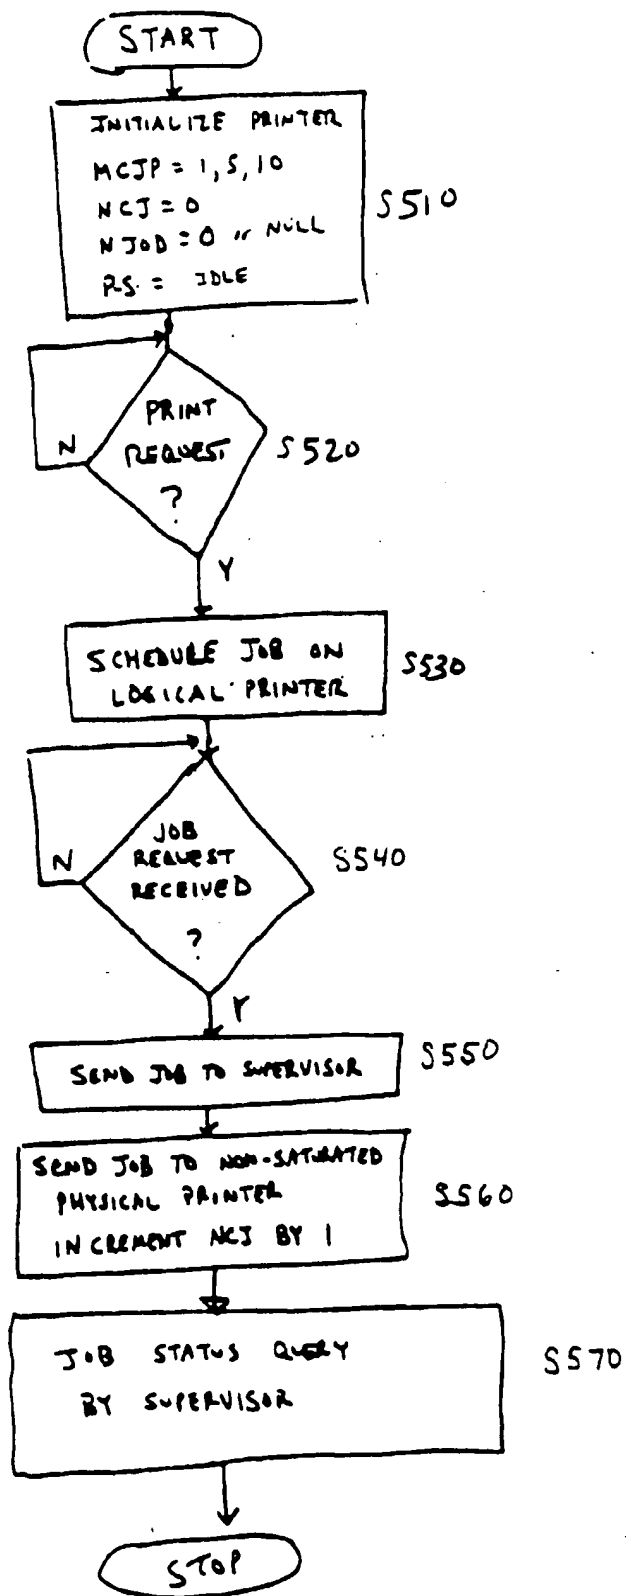 START
INITIALIZE PRINTER
MCJP = 1, 5, 10
NCJ = 0
NJOB = 0 " NULL
P.S. = IDLE
S510
PRINT
REQUEST
?
N
S520
Y
SCHEDULE JOB ON
LOGICAL PRINTER
S530
JOB
REQUEST
RECEIVED
?
N
S540
Y
SEND JOB TO SUPERVISOR
S550
SEND JOB TO NON-SATURATED
PHYSICAL PRINTER
INCREMENT NCJ BY 1
S560
JOB STATUS QUERY
BY SUPERVISOR
S570
STOP